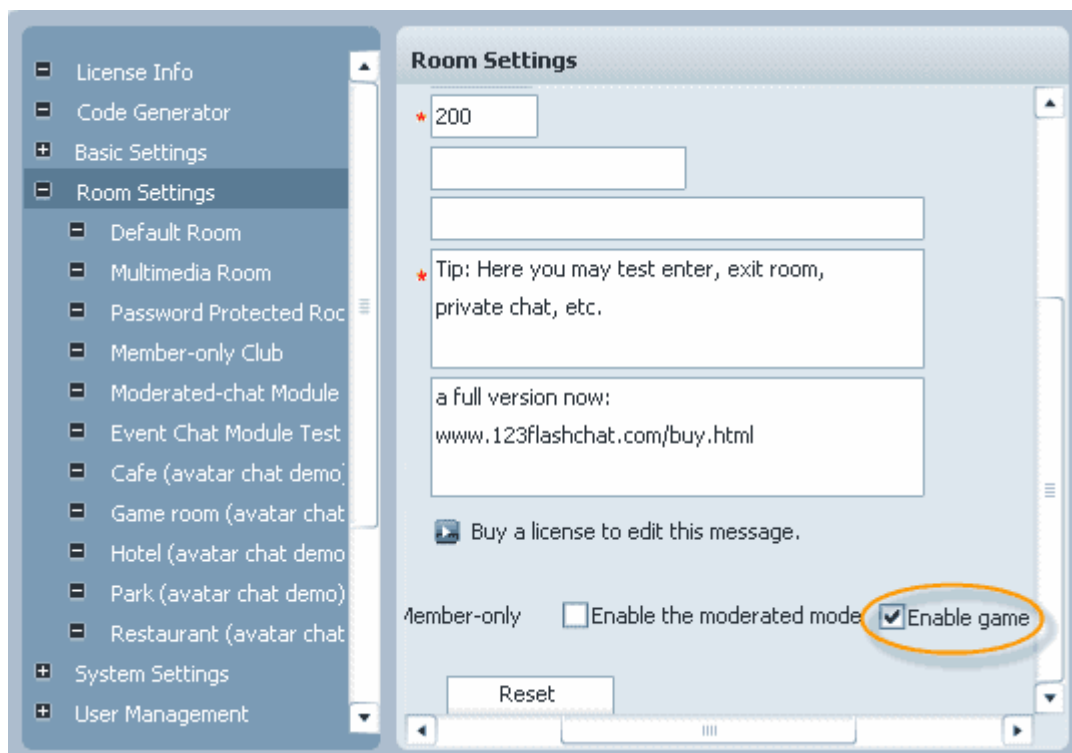 License Info
Code Generator
Basic Settings
Room Settings
Default Room
Multimedia Room
Password Protected Roc
Member-only Club
Moderated-chat Module
Event Chat Module Test
Cafe (avatar chat demo)
Game room (avatar chat
Hotel (avatar chat demo
Park (avatar chat demo)
Restaurant (avatar chat
System Settings
User Management
Room Settings
* 200
* Tip: Here you may test enter, exit room,
private chat, etc.
a full version now:
www.123flashchat.com/buy.html
Buy a license to edit this message.
Member-only Enable the moderated mode Enable game
Reset